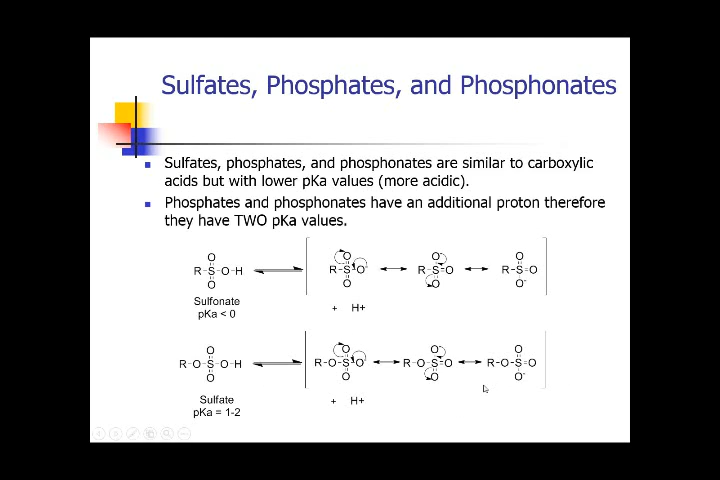 Sulfates, Phosphates, and Phosphonates
Sulfates, phosphates, and phosphonates are similar to carboxylic
acids but with lower pKa values (more acidic).
Phosphates and phosphonates have an additional proton therefore
they have TWO pKa values.
O O O O
R-S-O-H R-S-O⁻ R-S=O R-S=O
O O O O⁻
Sulfonate
pKa < 0
+ H+
O O O O
R-O-S-O-H R-O-S-O⁻ R-O-S=O R-O-S=O
O O O O⁻
Sulfate
pKa = 1-2
+ H+